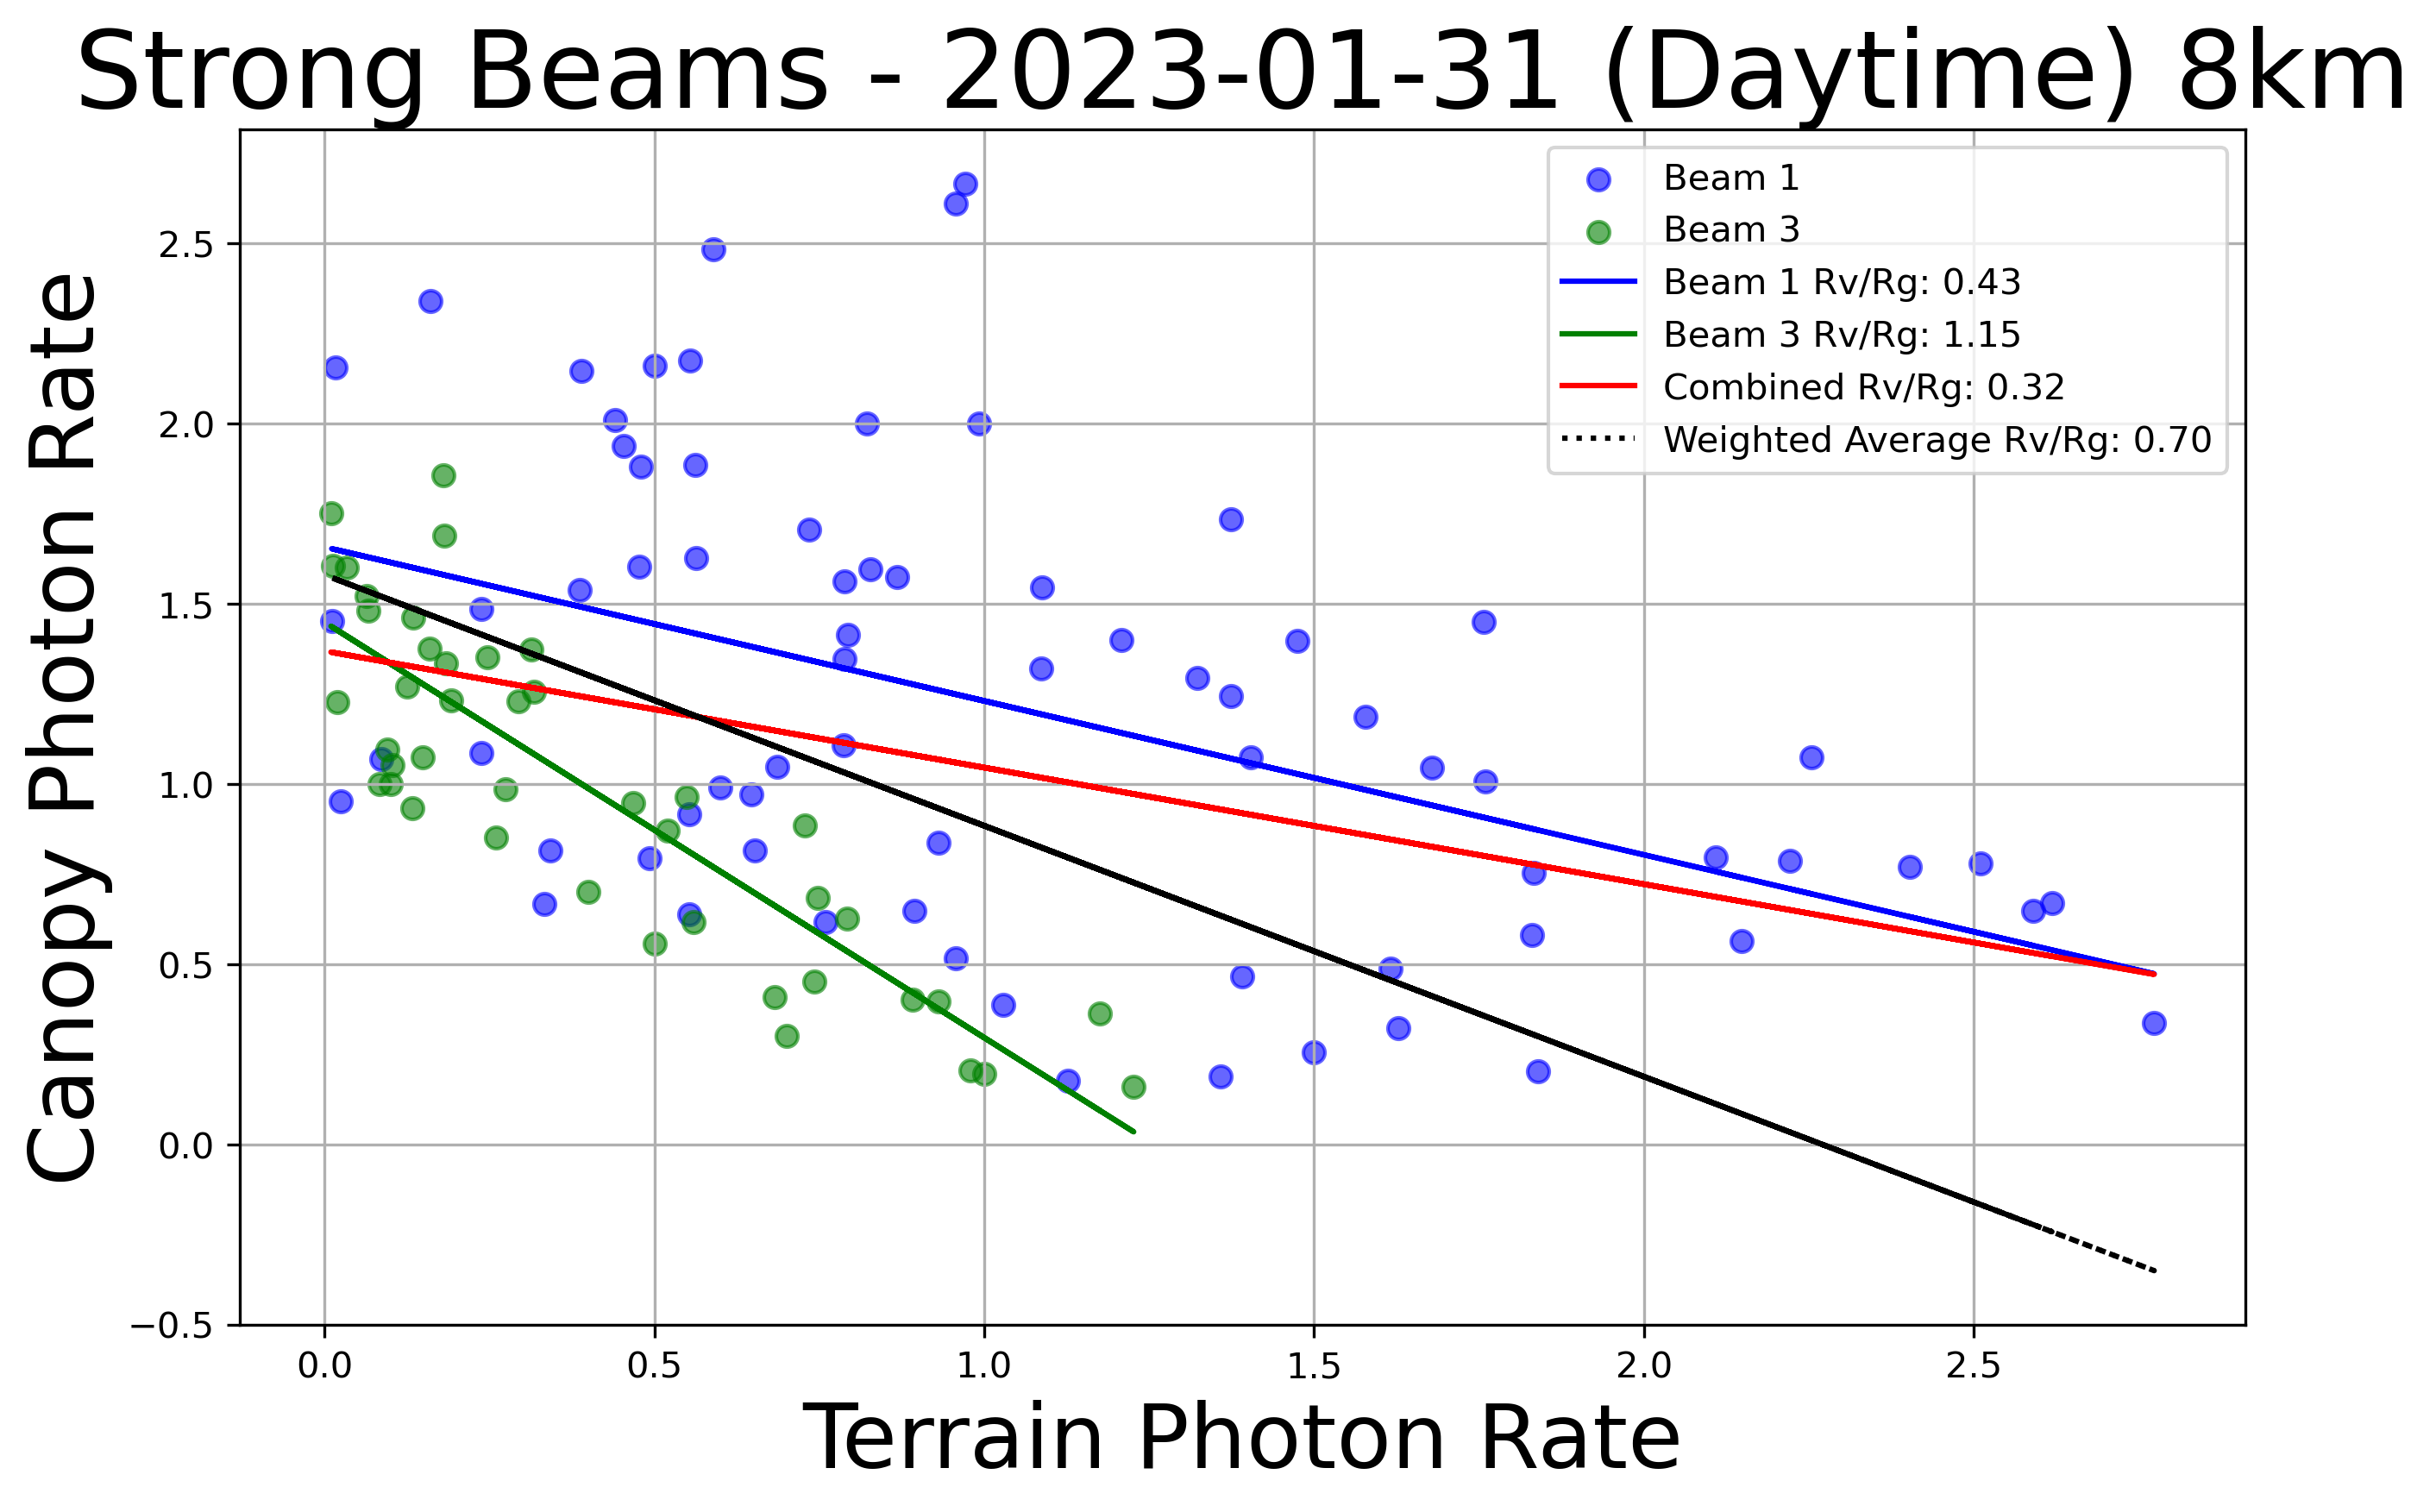 Strong Beams - 2023-01-31 (Daytime) 8km
Beam 1
Beam 3
Beam 1 Rv/Rg: 0.43
Beam 3 Rv/Rg: 1.15
Combined Rv/Rg: 0.32
Weighted Average Rv/Rg: 0.70
Canopy Photon Rate
2.5
2.0
1.5
1.0
0.5
0.0
−0.5
0.0 0.5 1.0 1.5 2.0 2.5
Terrain Photon Rate